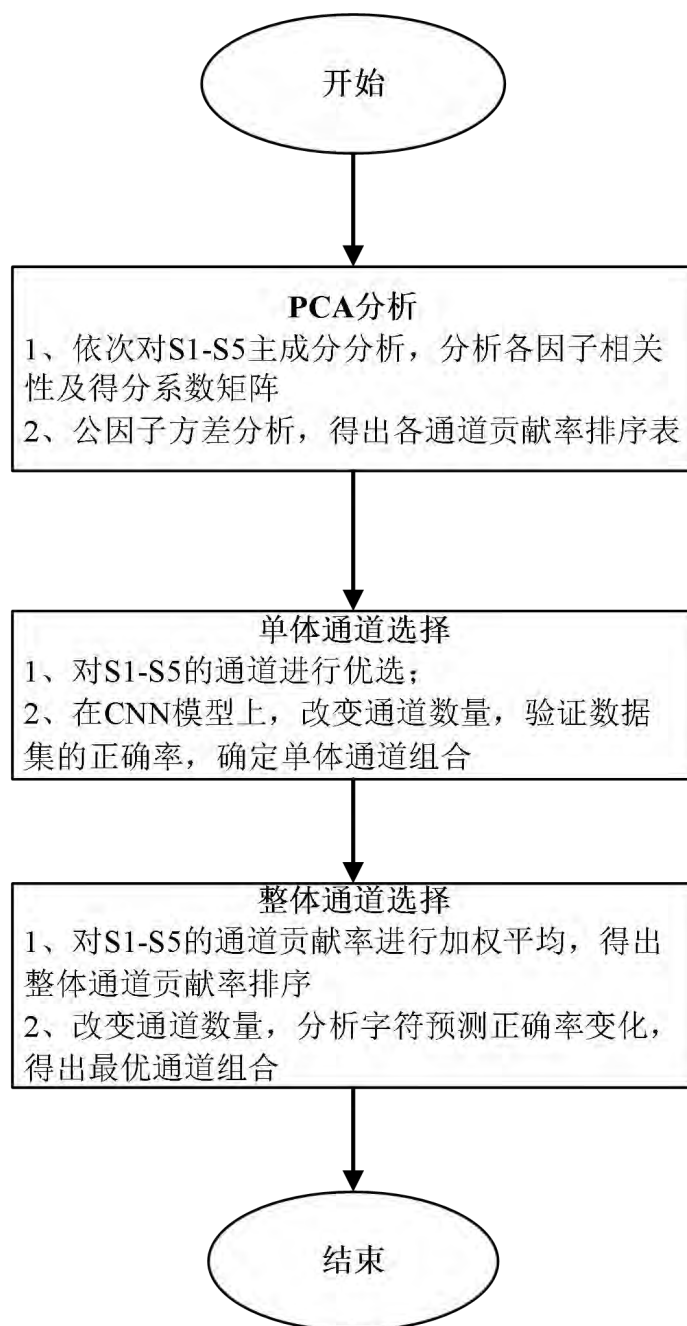 开始
PCA分析
1、依次对S1-S5主成分分析，分析各因子相关
性及得分系数矩阵
2、公因子方差分析，得出各通道贡献率排序表
单体通道选择
1、对S1-S5的通道进行优选；
2、在CNN模型上，改变通道数量，验证数据
集的正确率，确定单体通道组合
整体通道选择
1、对S1-S5的通道贡献率进行加权平均，得出
整体通道贡献率排序
2、改变通道数量，分析字符预测正确率变化，
得出最优通道组合
结束